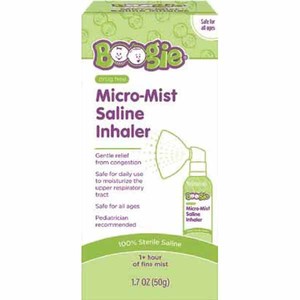 Safe for
all ages
Boogie
drug free
Micro-Mist
Saline
Inhaler
Gentle relief
from congestion
Safe for daily use
to moisturize the
upper respiratory
tract
Safe for all ages
Pediatrician
recommended
Micro-Mist
Saline
Inhaler
100% Sterile Saline
1+ hour
of fine mist
1.7 OZ (50g)